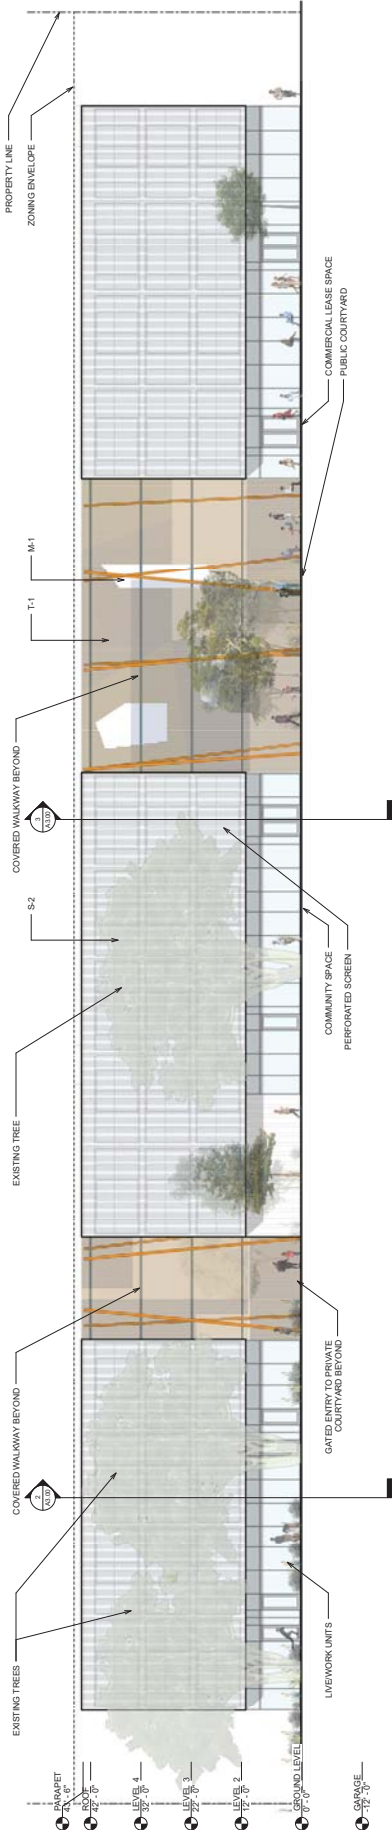 EXISTING TREES
2
A3.00
COVERED WALKWAY BEYOND
EXISTING TREE
S-2
3
A3.00
COVERED WALKWAY BEYOND
T-1
M-1
PROPERTY LINE
ZONING ENVELOPE
PARAPET
ROOF
42' - 0"
LEVEL 4
32' - 0"
LEVEL 3
22' - 0"
LEVEL 2
12' - 0"
GROUND LEVEL
0' - 0"
GARAGE
-12' - 0"
LIVE/WORK UNITS
GATED ENTRY TO PRIVATE
COURTYARD BEYOND
COMMUNITY SPACE
PERFORATED SCREEN
COMMERCIAL LEASE SPACE
PUBLIC COURTYARD